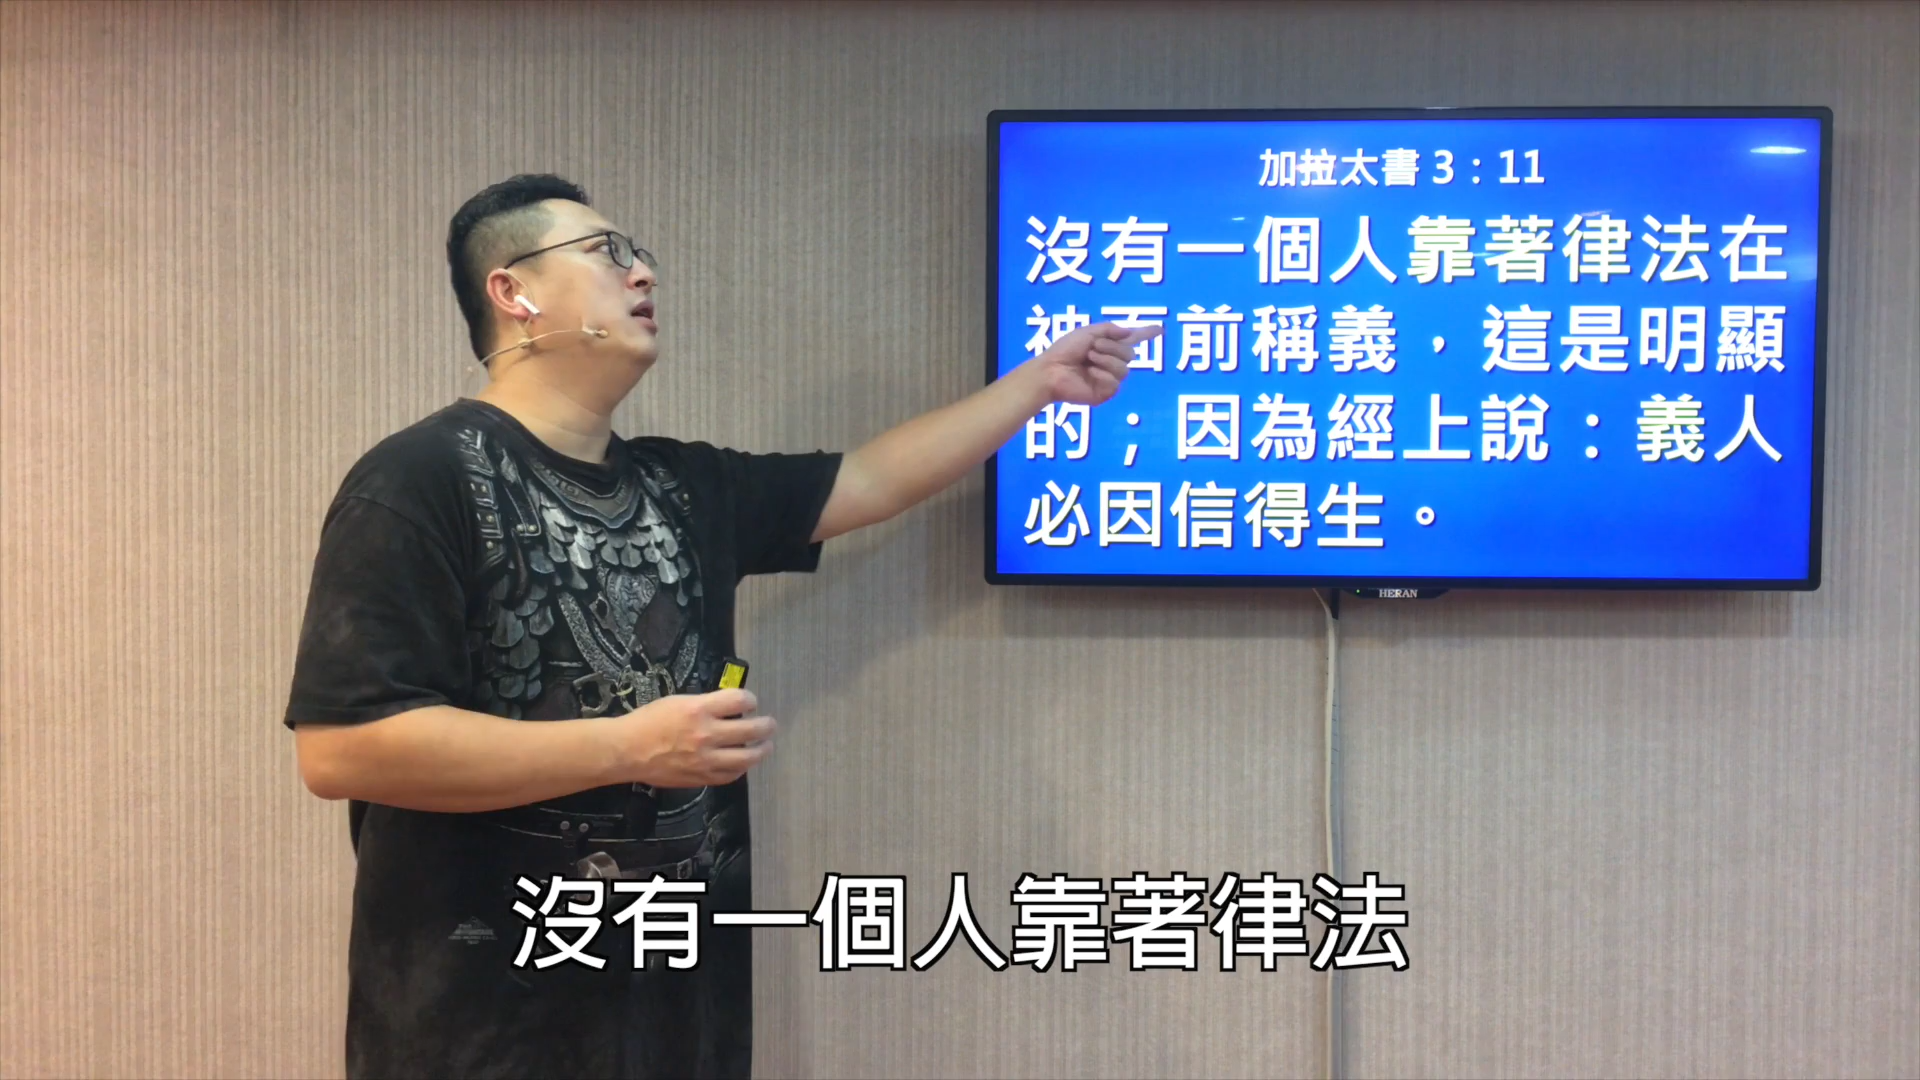 加拉太書 3：11
沒有一個人靠著律法在
面前稱義，這是明顯
的；因為經上說：義人
必因信得生。
HERAN
沒有一個人靠著律法